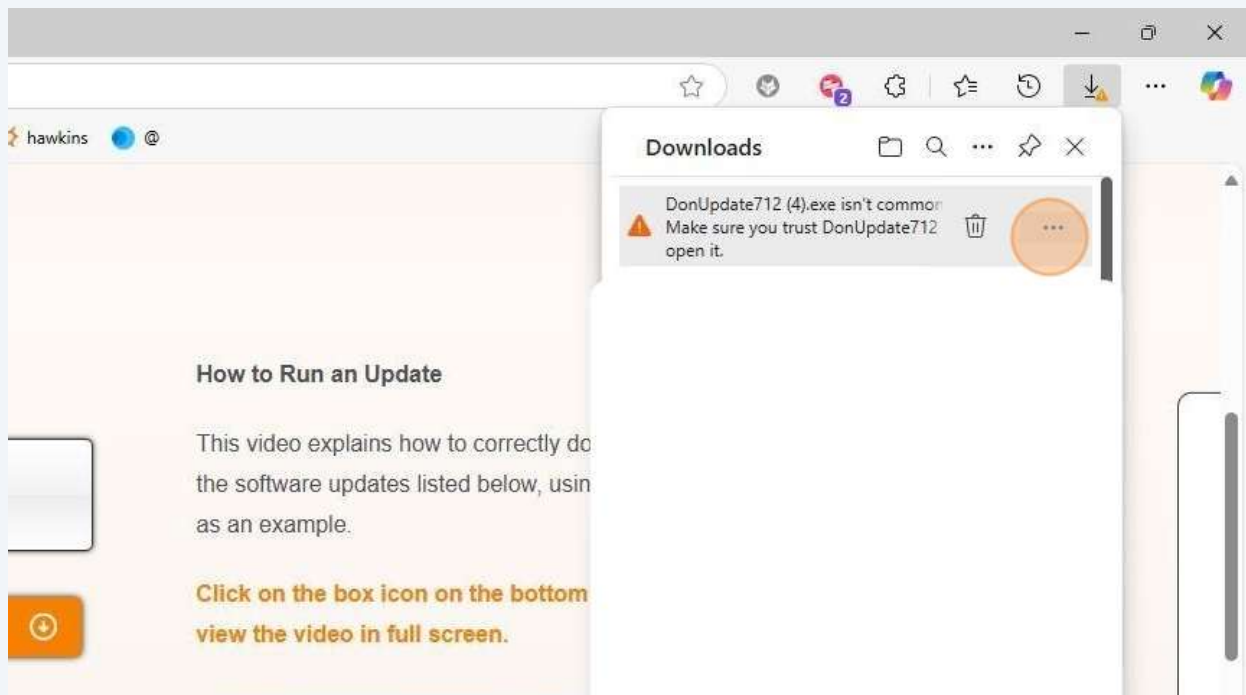 hawkins
@
2
Downloads
DonUpdate712 (4).exe isn't commor
Make sure you trust DonUpdate712
open it.
How to Run an Update
This video explains how to correctly do
the software updates listed below, usin
as an example.
Click on the box icon on the bottom
view the video in full screen.